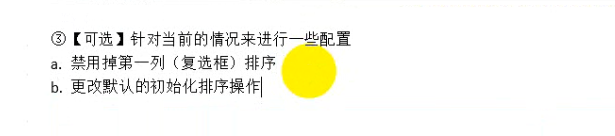 ③【可选】针对当前的情况来进行一些配置
a. 禁用掉第一列（复选框）排序
b. 更改默认的初始化排序操作